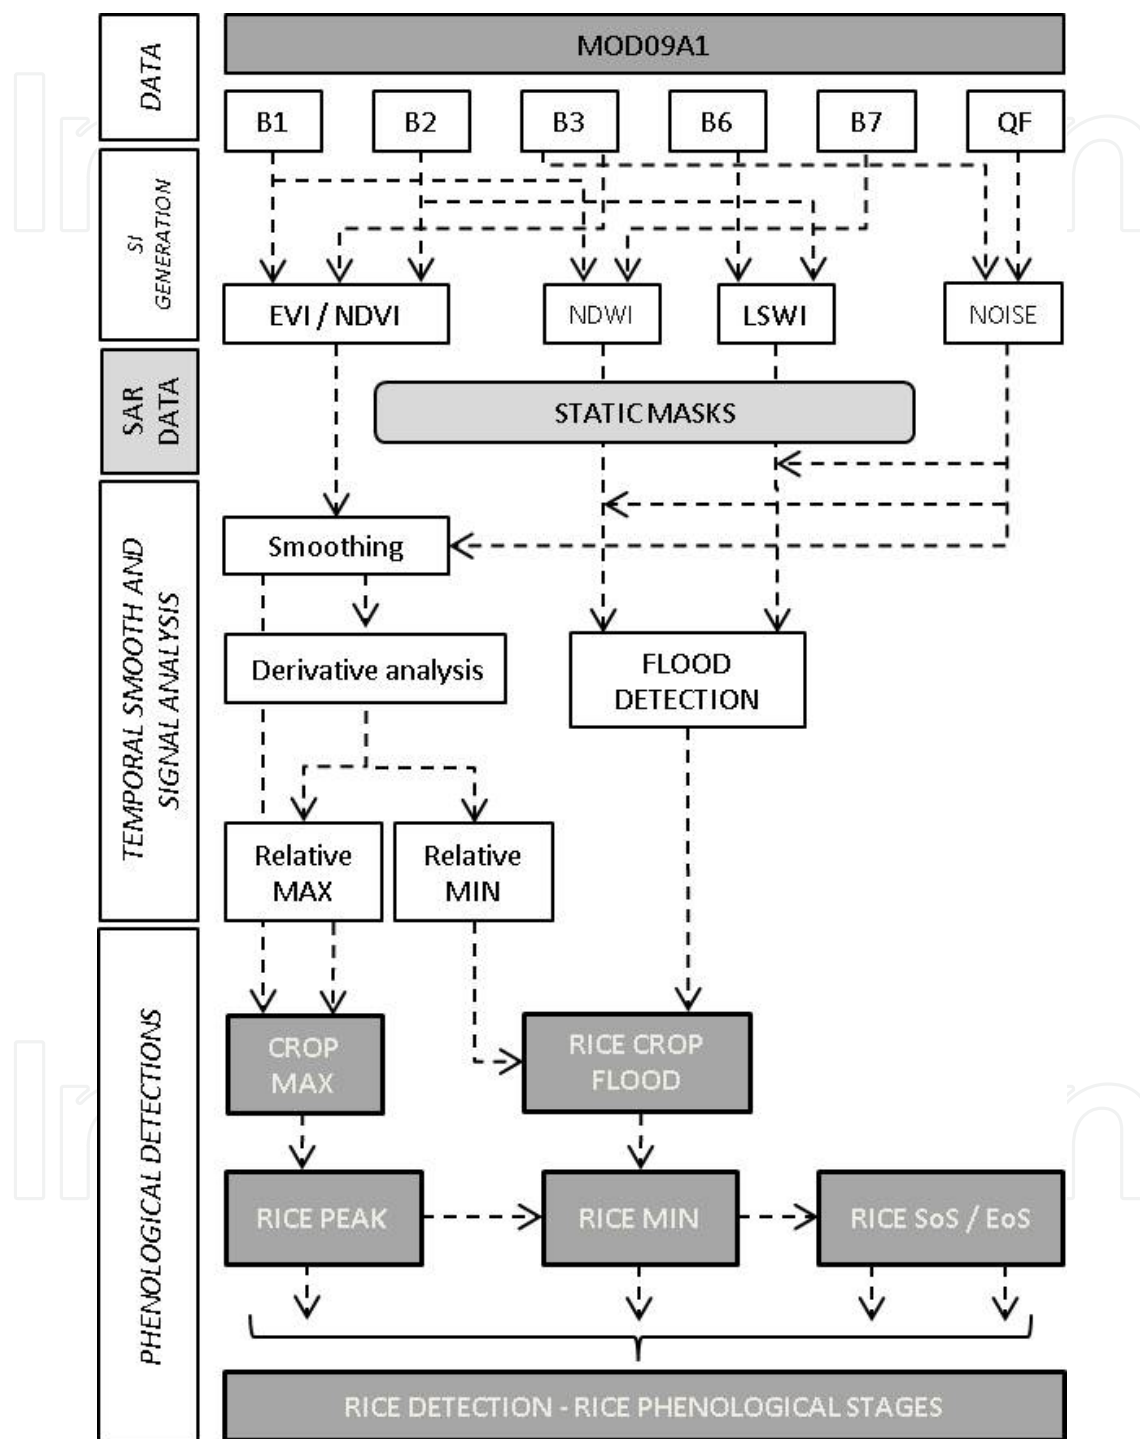 DATA
MOD09A1
B1
B2
B3
B6
B7
QF
SI
GENERATION
EVI / NDVI
NDWI
LSWI
NOISE
SAR
DATA
STATIC MASKS
TEMPORAL SMOOTH AND
SIGNAL ANALYSIS
Smoothing
Derivative analysis
FLOOD
DETECTION
Relative
MAX
Relative
MIN
PHENOLOGICAL DETECTIONS
CROP
MAX
RICE CROP
FLOOD
RICE PEAK
RICE MIN
RICE SoS / EoS
RICE DETECTION - RICE PHENOLOGICAL STAGES